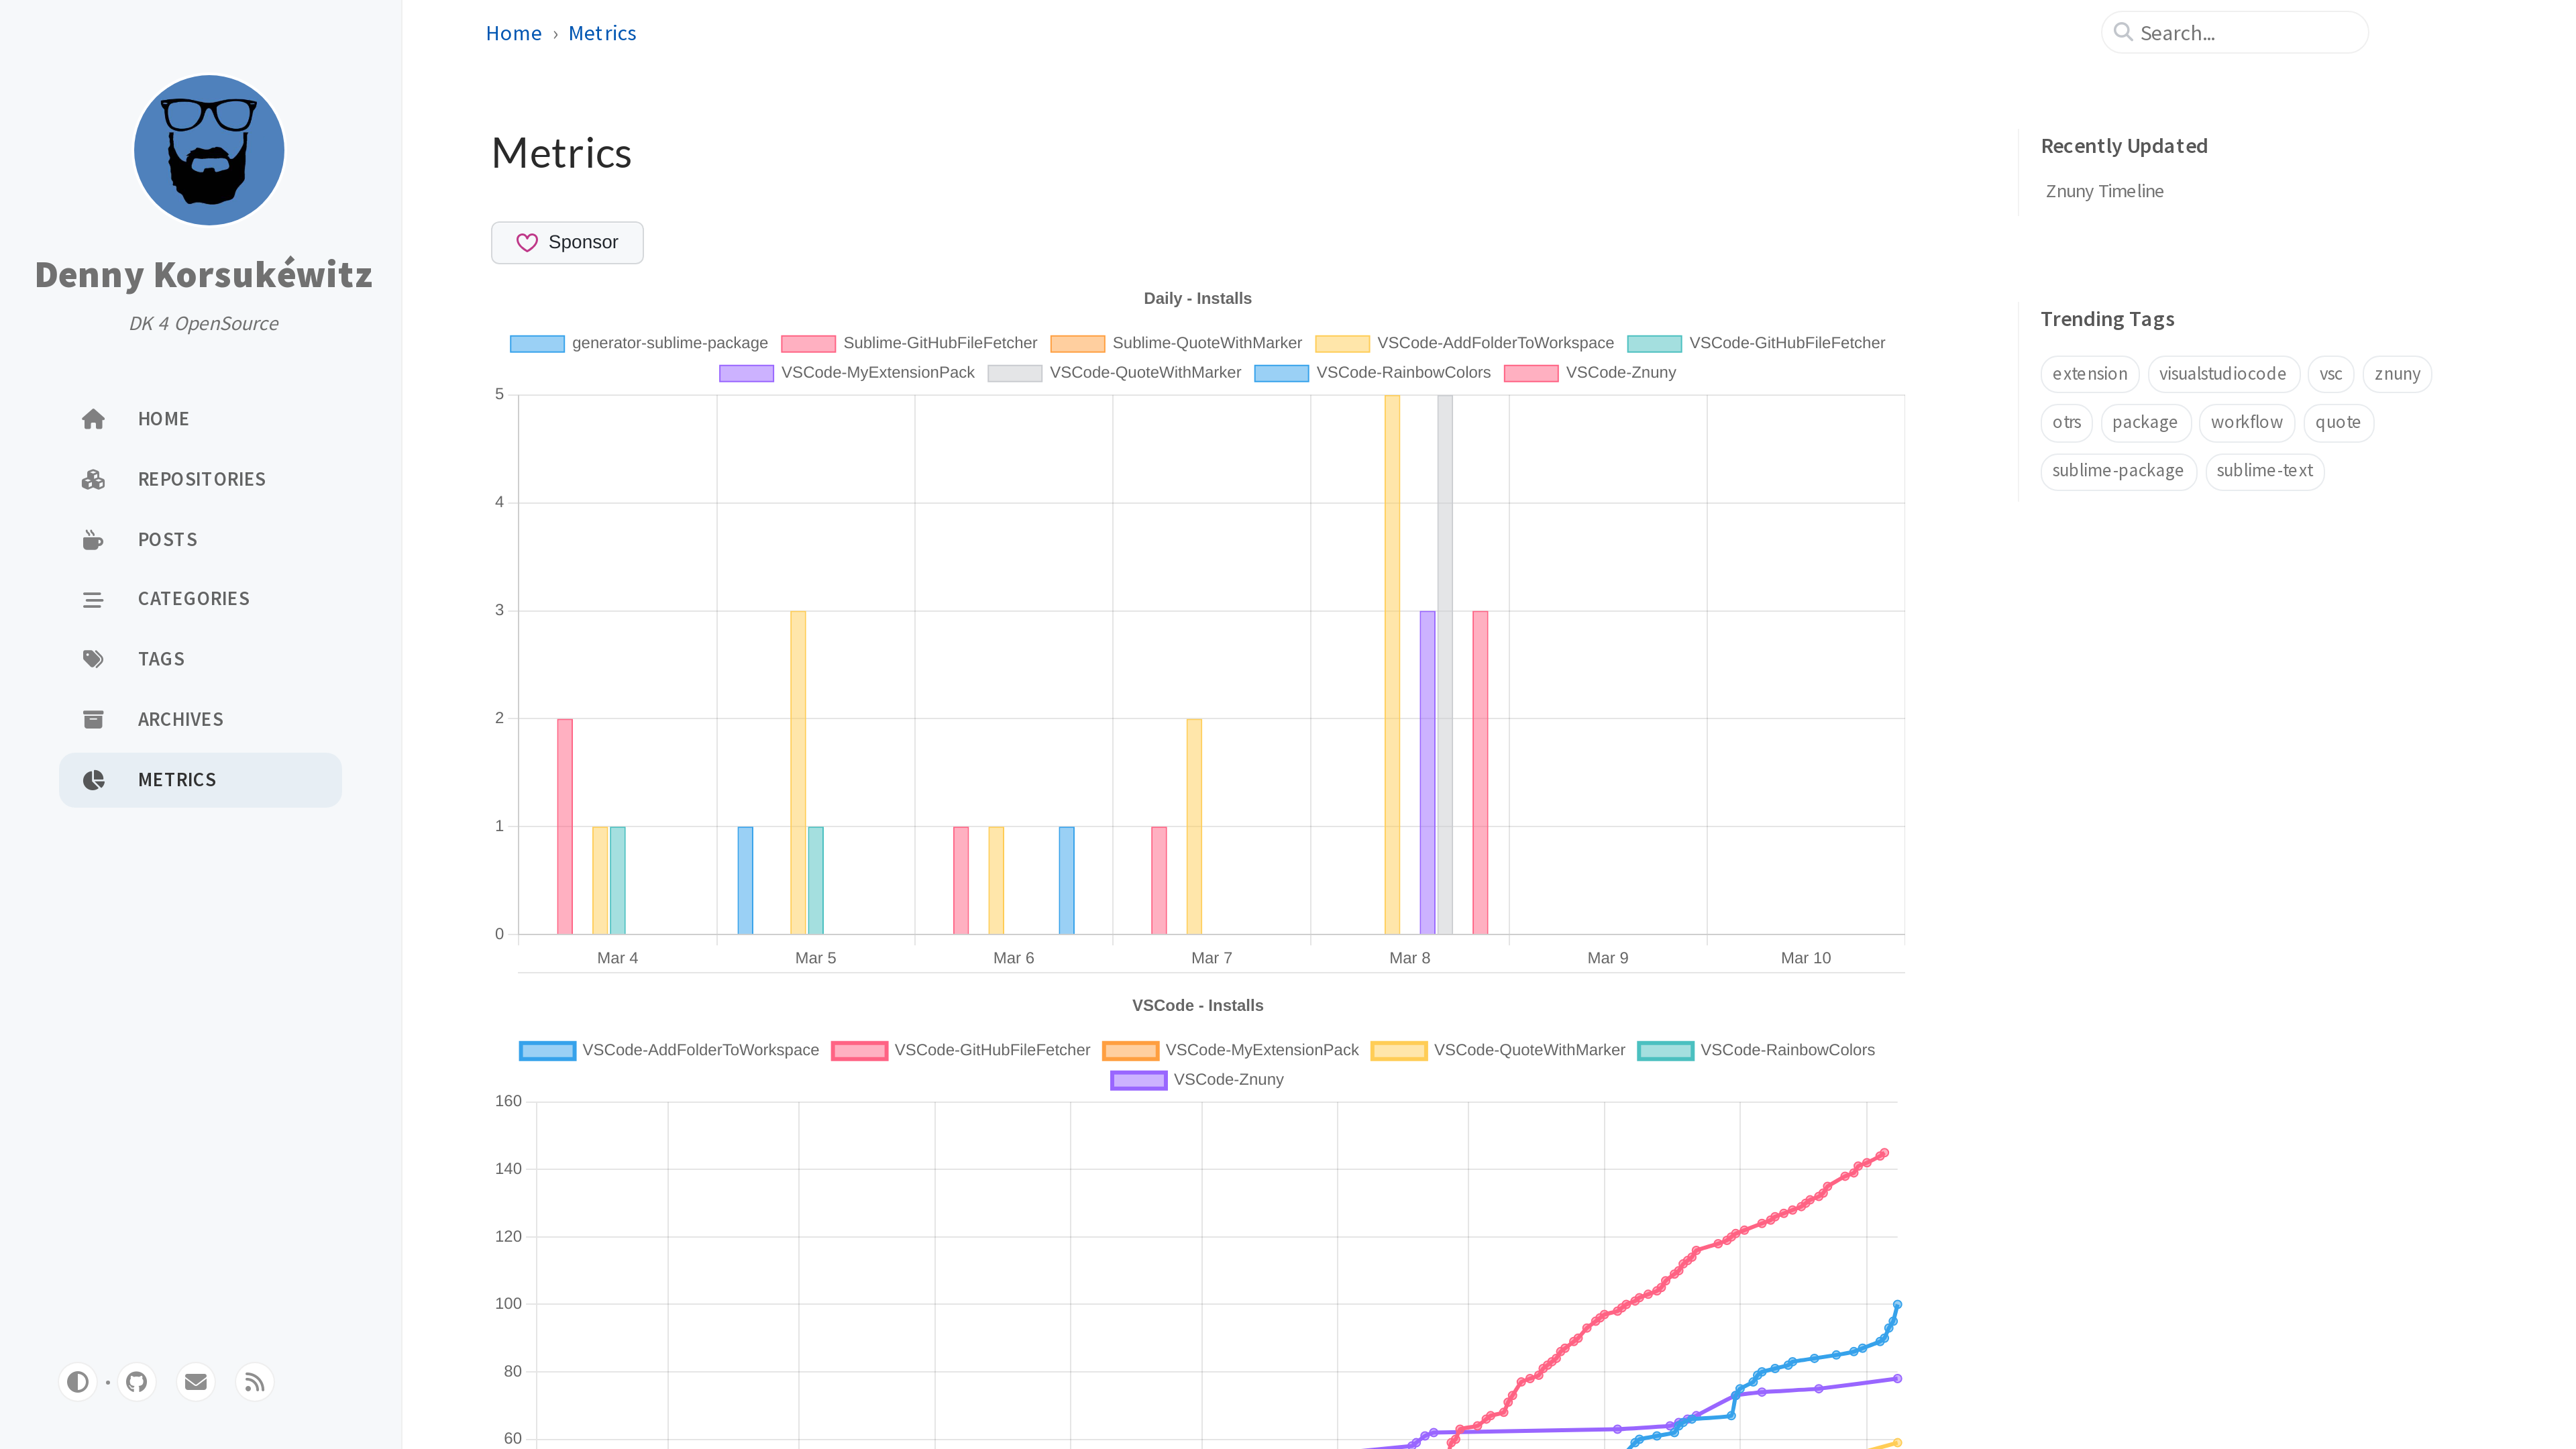 Denny Korsukéwitz
DK 4 OpenSource
HOME
REPOSITORIES
POSTS
CATEGORIES
TAGS
ARCHIVES
METRICS
Home › Metrics
Search...
Metrics
Sponsor
Daily - Installs
generator-sublime-package Sublime-GitHubFileFetcher Sublime-QuoteWithMarker VSCode-AddFolderToWorkspace VSCode-GitHubFileFetcher
VSCode-MyExtensionPack VSCode-QuoteWithMarker VSCode-RainbowColors VSCode-Znuny
5
4
3
2
1
0
Mar 4 Mar 5 Mar 6 Mar 7 Mar 8 Mar 9 Mar 10
VSCode - Installs
VSCode-AddFolderToWorkspace VSCode-GitHubFileFetcher VSCode-MyExtensionPack VSCode-QuoteWithMarker VSCode-RainbowColors
VSCode-Znuny
160
140
120
100
80
60
Recently Updated
Znuny Timeline
Trending Tags
extension visualstudiocode vsc znuny
otrs package workflow quote
sublime-package sublime-text